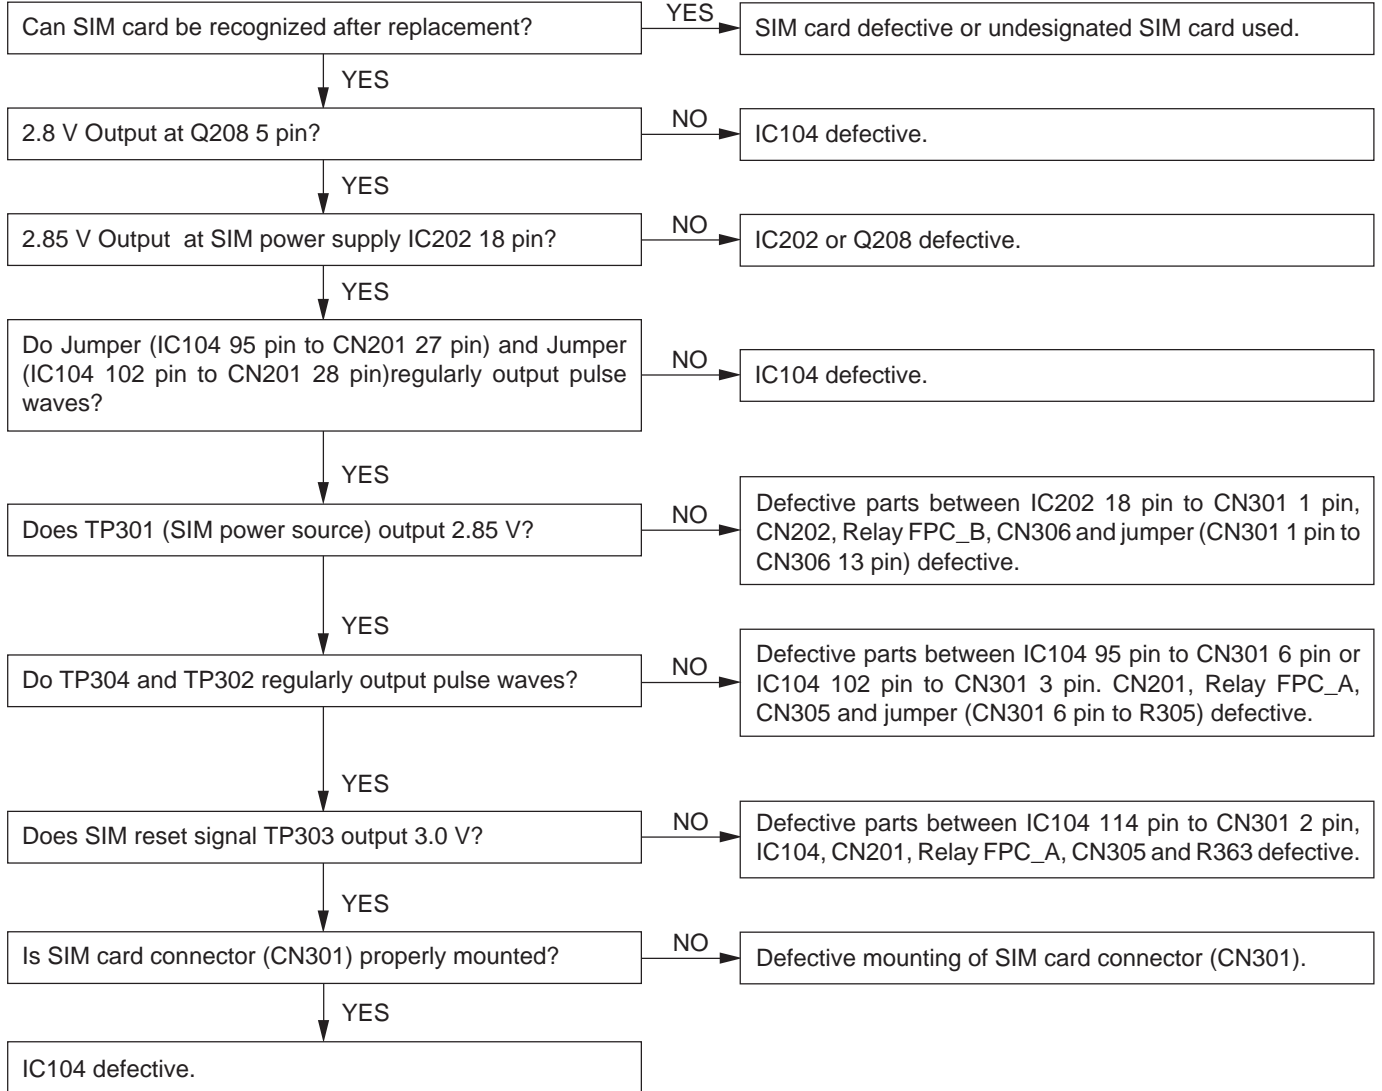 Can SIM card be recognized after replacement?
YES
SIM card defective or undesignated SIM card used.
YES
2.8 V Output at Q208 5 pin?
NO
IC104 defective.
YES
2.85 V Output at SIM power supply IC202 18 pin?
NO
IC202 or Q208 defective.
YES
Do Jumper (IC104 95 pin to CN201 27 pin) and Jumper
(IC104 102 pin to CN201 28 pin)regularly output pulse
waves?
NO
IC104 defective.
YES
Does TP301 (SIM power source) output 2.85 V?
NO
Defective parts between IC202 18 pin to CN301 1 pin,
CN202, Relay FPC_B, CN306 and jumper (CN301 1 pin to
CN306 13 pin) defective.
YES
Do TP304 and TP302 regularly output pulse waves?
NO
Defective parts between IC104 95 pin to CN301 6 pin or
IC104 102 pin to CN301 3 pin. CN201, Relay FPC_A,
CN305 and jumper (CN301 6 pin to R305) defective.
YES
Does SIM reset signal TP303 output 3.0 V?
NO
Defective parts between IC104 114 pin to CN301 2 pin,
IC104, CN201, Relay FPC_A, CN305 and R363 defective.
YES
Is SIM card connector (CN301) properly mounted?
NO
Defective mounting of SIM card connector (CN301).
YES
IC104 defective.